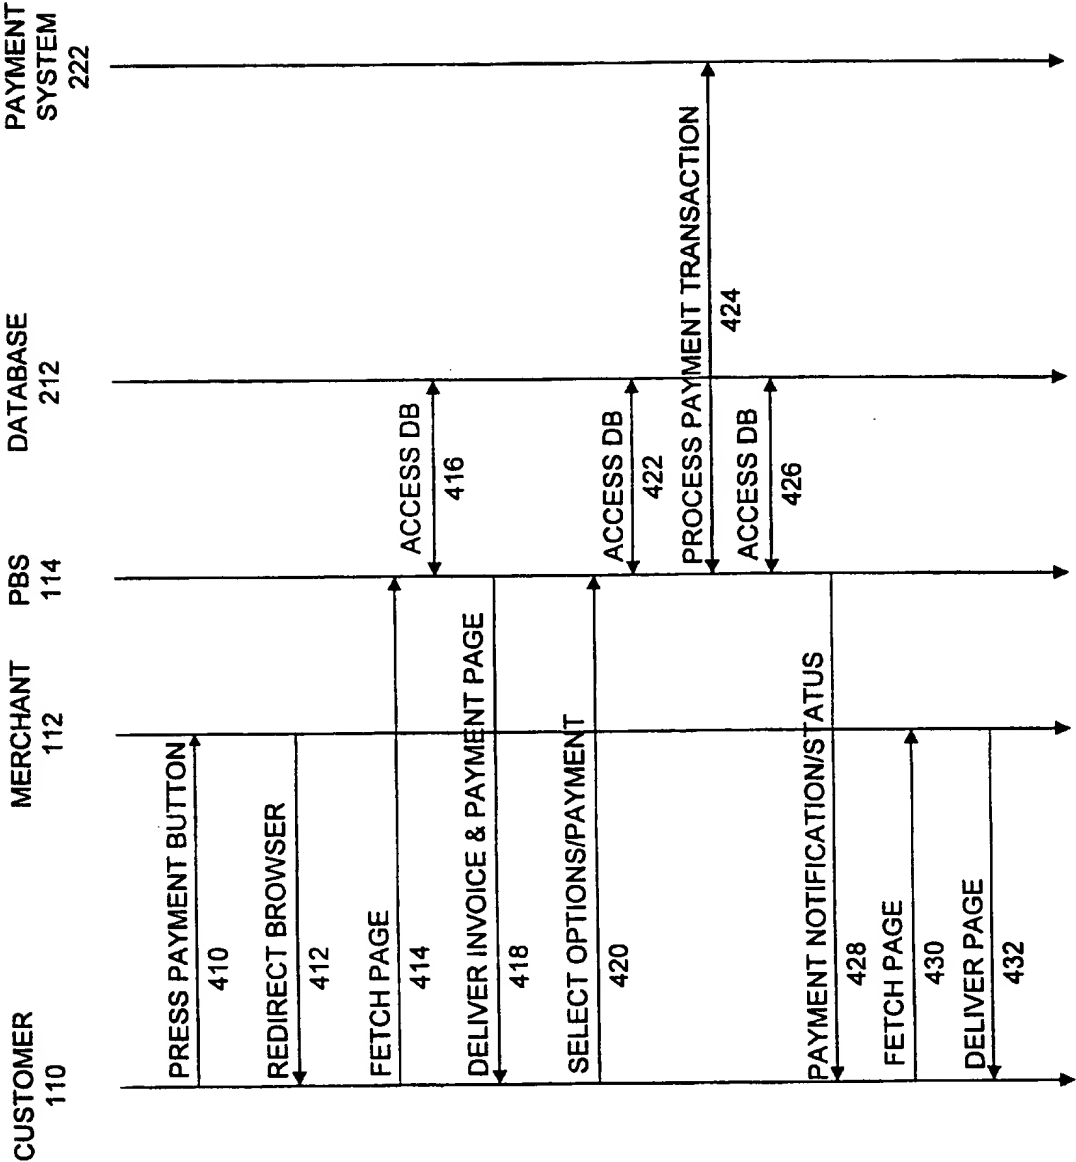 CUSTOMER
110
MERCHANT
112
PBS
114
DATABASE
212
PAYMENT
SYSTEM
222
PRESS PAYMENT BUTTON
410
REDIRECT BROWSER
412
FETCH PAGE
414
ACCESS DB
416
DELIVER INVOICE & PAYMENT PAGE
418
SELECT OPTIONS/PAYMENT
420
ACCESS DB
422
PROCESS PAYMENT TRANSACTION
424
ACCESS DB
426
PAYMENT NOTIFICATION/STATUS
428
FETCH PAGE
430
DELIVER PAGE
432